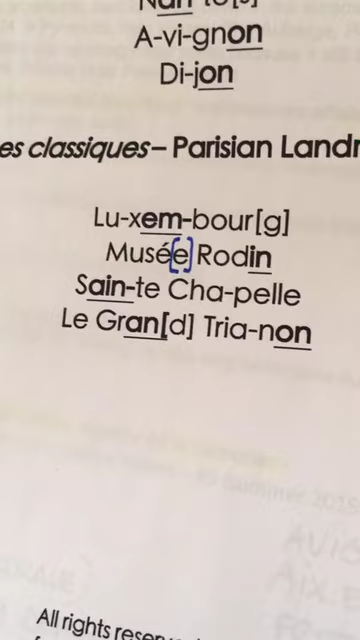 A-vi-gnon
Di-jon
es classiques– Parisian Landr
Lu-xem-bour[g]
Musé[e] Rodin
Sain-te Cha-pelle
Le Gran[d] Tria-non
All rights reser